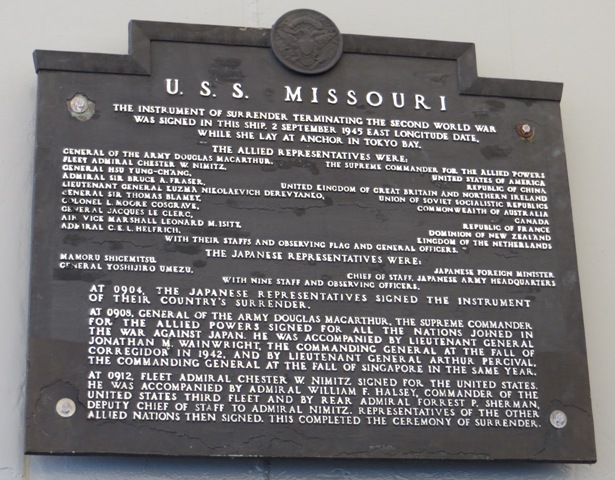 U. S. S. MISSOURI
THE INSTRUMENT OF SURRENDER TERMINATING THE SECOND WORLD WAR
WAS SIGNED IN THIS SHIP, 2 SEPTEMBER 1945 EAST LONGITUDE DATE,
WHILE SHE LAY AT ANCHOR IN TOKYO BAY.
THE ALLIED REPRESENTATIVES WERE:
GENERAL OF THE ARMY DOUGLAS MACARTHUR, THE SUPREME COMMANDER FOR THE ALLIED POWERS
FLEET ADMIRAL CHESTER W. NIMITZ, UNITED STATES OF AMERICA
GENERAL HSU YUNG-CHANG, REPUBLIC OF CHINA
ADMIRAL SIR BRUCE A. FRASER, UNITED KINGDOM OF GREAT BRITAIN AND NORTHERN IRELAND
LIEUTENANT GENERAL LUZMA NIKOLAEVICH DEREVYANKO, UNION OF SOVIET SOCIALISTIC REPUBLICS
GENERAL SIR THOMAS BLAMEY, COMMONWEALTH OF AUSTRALIA
COLONEL L. MOORE COSGRAVE, CANADA
GENERAL JACQUES LE CLERC, REPUBLIC OF FRANCE
AIR VICE MARSHALL LEONARD M. ISITT, DOMINION OF NEW ZEALAND
ADMIRAL C. E. L. HELFRICH, KINGDOM OF THE NETHERLANDS
WITH THEIR STAFFS AND OBSERVING FLAG AND GENERAL OFFICERS.
THE JAPANESE REPRESENTATIVES WERE:
MAMORU SHIGEMITSU JAPANESE FOREIGN MINISTER
GENERAL YOSHIJIRO UMEZU, CHIEF OF STAFF, JAPANESE ARMY HEADQUARTERS
WITH NINE STAFF AND OBSERVING OFFICERS.
AT 0904, THE JAPANESE REPRESENTATIVES SIGNED THE INSTRUMENT
OF THEIR COUNTRY'S SURRENDER.
AT 0908, GENERAL OF THE ARMY DOUGLAS MACARTHUR, THE SUPREME COMMANDER
FOR THE ALLIED POWERS SIGNED FOR ALL THE NATIONS JOINED IN
THE WAR AGAINST JAPAN. HE WAS ACCOMPANIED BY LIEUTENANT GENERAL
JONATHAN M. WAINWRIGHT, THE COMMANDING GENERAL AT THE FALL OF
CORREGIDOR IN 1942, AND BY LIEUTENANT GENERAL ARTHUR PERCIVAL,
THE COMMANDING GENERAL AT THE FALL OF SINGAPORE IN THE SAME YEAR.
AT 0912, FLEET ADMIRAL CHESTER W. NIMITZ SIGNED FOR THE UNITED STATES.
HE WAS ACCOMPANIED BY ADMIRAL WILLIAM F. HALSEY, COMMANDER OF THE
UNITED STATES THIRD FLEET AND BY REAR ADMIRAL FORREST P. SHERMAN,
DEPUTY CHIEF OF STAFF TO ADMIRAL NIMITZ. REPRESENTATIVES OF THE OTHER
ALLIED NATIONS THEN SIGNED. THIS COMPLETED THE CEREMONY OF SURRENDER.